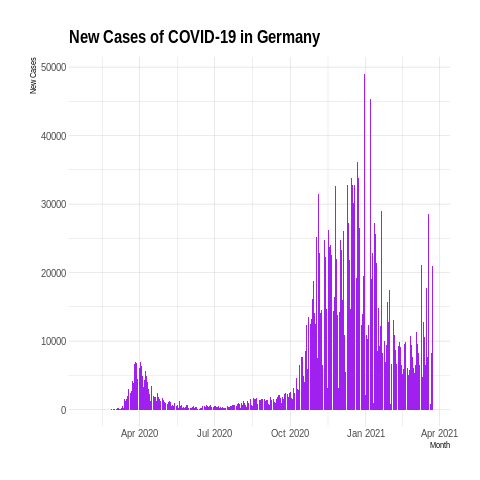 New Cases of COVID-19 in Germany
New Cases
50000
40000
30000
20000
10000
0
Apr 2020 Jul 2020 Oct 2020 Jan 2021 Apr 2021
Month